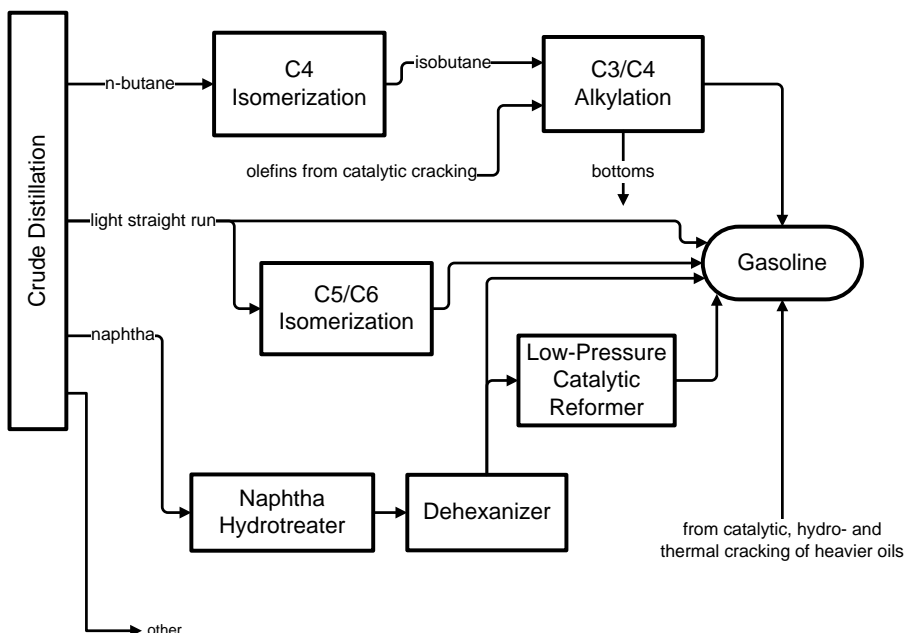 Crude Distillation
n-butane
C4
Isomerization
isobutane
C3/C4
Alkylation
olefins from catalytic cracking
bottoms
light straight run
Gasoline
C5/C6
Isomerization
naphtha
Low-Pressure
Catalytic
Reformer
Naphtha
Hydrotreater
Dehexanizer
from catalytic, hydro- and
thermal cracking of heavier oils
other